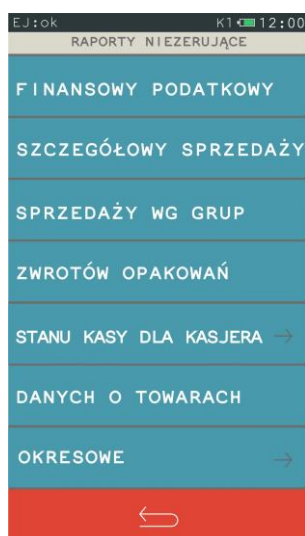 EJ:ok K1 12:00
RAPORTY NIEZERUJĄCE
FINANSOWY PODATKOWY
SZCZEGÓŁOWY SPRZEDAŻY
SPRZEDAŻY WG GRUP
ZWROTÓW OPAKOWAŃ
STANU KASY DLA KASJERA →
DANYCH O TOWARACH
OKRESOWE →